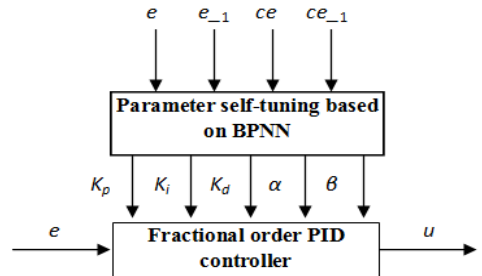 e e_1 ce ce_1
Parameter self-tuning based
on BPNN
Kp Ki Kd α β
e Fractional order PID u
controller